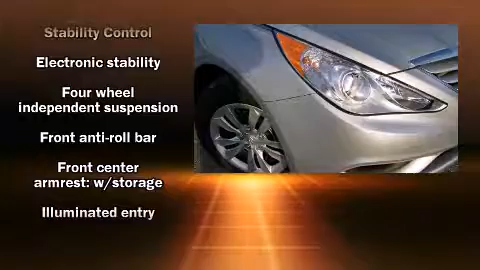 Stability Control
Electronic stability
Four wheel
independent suspension
Front anti-roll bar
Front center
armrest: w/storage
Illuminated entry